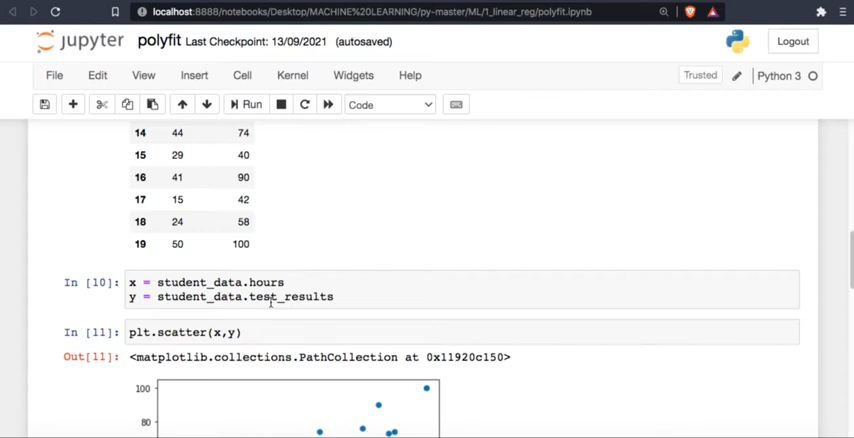 localhost:8888/notebooks/Desktop/MACHINE%20LEARNING/py-master/ML/1_linear_reg/polyfit.ipynb
jupyter polyfit Last Checkpoint: 13/09/2021 (autosaved) Logout
File Edit View Insert Cell Kernel Widgets Help Trusted Python 3
Run Code
14 44 74
15 29 40
16 41 90
17 15 42
18 24 58
19 50 100
In [10]: x = student_data.hours
y = student_data.test_results
In [11]: plt.scatter(x,y)
Out[11]: <matplotlib.collections.PathCollection at 0x11920c150>
100
80